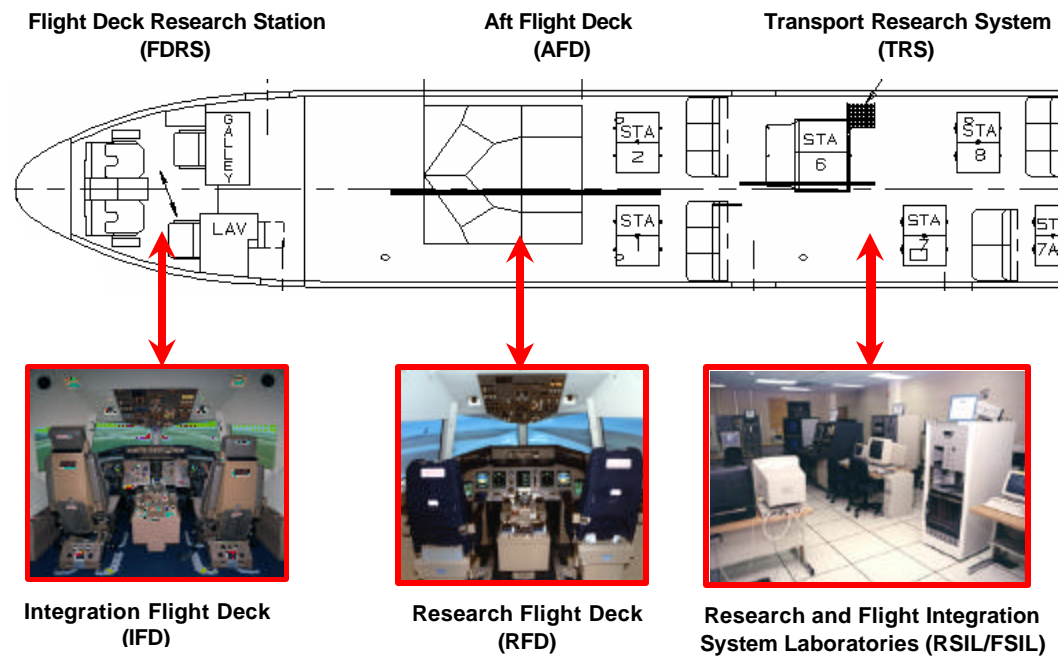 Flight Deck Research Station
(FDRS)
Aft Flight Deck
(AFD)
Transport Research System
(TRS)
GALLEY
LAV
STA
2
STA
1
STA
6
STA
8
STA
7
ST
7A
Integration Flight Deck
(IFD)
Research Flight Deck
(RFD)
Research and Flight Integration
System Laboratories (RSIL/FSIL)